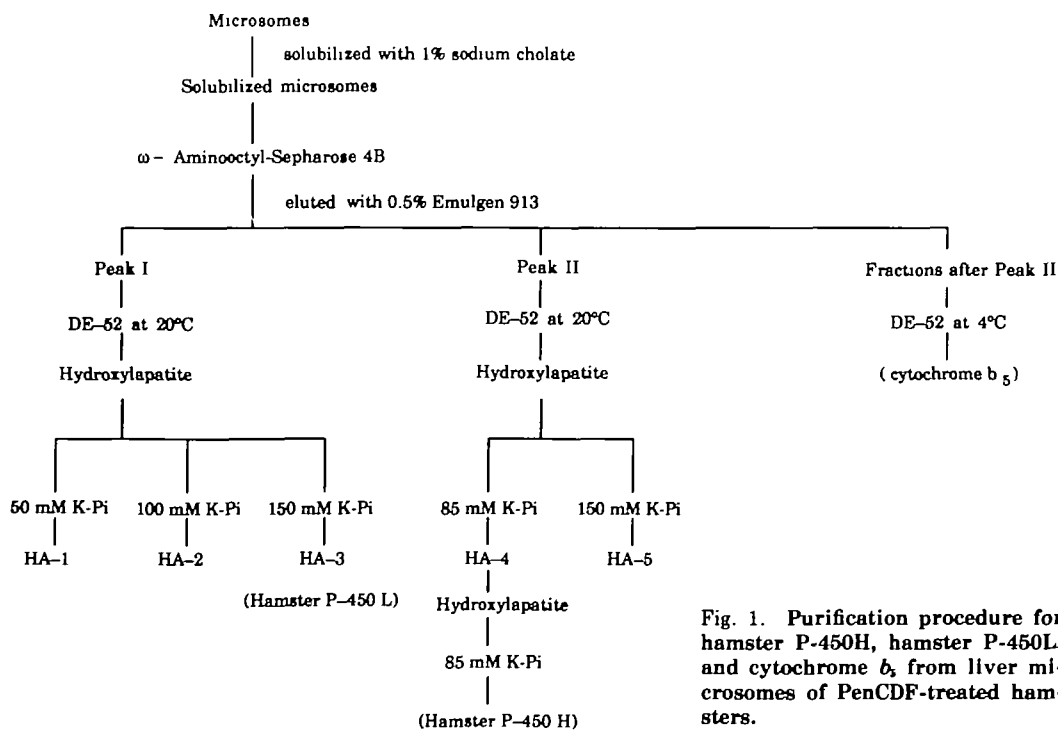 Microsomes
solubilized with 1% sodium cholate
Solubilized microsomes
ω- Aminooctyl-Sepharose 4B
eluted with 0.5% Emulgen 913
Peak I
Peak II
Fractions after Peak II
DE-52 at 20°C
DE-52 at 20°C
DE-52 at 4°C
Hydroxylapatite
Hydroxylapatite
(cytochrome b 5)
50 mM K-Pi
100 mM K-Pi
150 mM K-Pi
85 mM K-Pi
150 mM K-Pi
HA-1
HA-2
HA-3
HA-4
HA-5
(Hamster P-450 L)
Hydroxylapatite
85 mM K-Pi
(Hamster P-450 H)
Fig. 1. Purification procedure for
hamster P-450H, hamster P-450L
and cytochrome b5 from liver mi-
crosomes of PenCDF-treated ham-
sters.